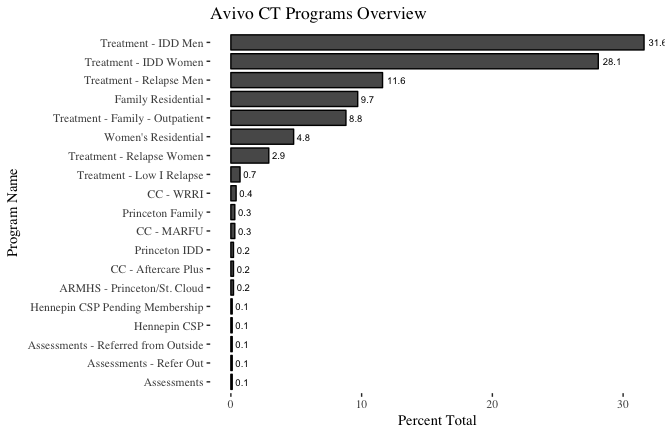 Avivo CT Programs Overview
Program Name
Treatment - IDD Men 31.6
Treatment - IDD Women 28.1
Treatment - Relapse Men 11.6
Family Residential 9.7
Treatment - Family - Outpatient 8.8
Women's Residential 4.8
Treatment - Relapse Women 2.9
Treatment - Low I Relapse 0.7
CC - WRRI 0.4
Princeton Family 0.3
CC - MARFU 0.3
Princeton IDD 0.2
CC - Aftercare Plus 0.2
ARMHS - Princeton/St. Cloud 0.2
Hennepin CSP Pending Membership 0.1
Hennepin CSP 0.1
Assessments - Referred from Outside 0.1
Assessments - Refer Out 0.1
Assessments 0.1
0 10 20 30
Percent Total